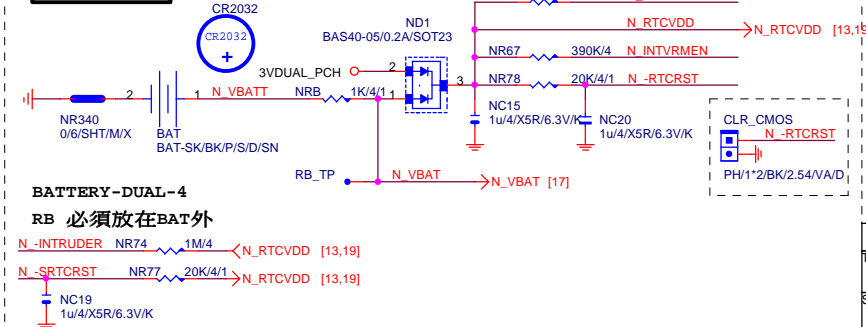 CR2032
CR2032
+
ND1
BAS40-05/0.2A/SOT23
3VDUAL_PCH
2
1
3
N_RTCVDD
N_RTCVDD [13,19
NR67 390K/4 N_INTVRMEN
NR78 20K/4/1 N_-RTCRST
2
1
N_VBATT
NRB
1K/4/1
NR340
0/6/SHT/M/X
BAT
BAT-SK/BK/P/S/D/SN
NC15
1u/4/X5R/6.3V/K
NC20
1u/4/X5R/6.3V/K
CLR_CMOS
N_-RTCRST
PH/1*2/BK/2.54/VA/D
RB_TP
N_VBAT
N_VBAT [17]
BATTERY-DUAL-4
RB 必須放在BAT外
N_-INTRUDER NR74 1M/4 N_RTCVDD [13,19]
N_-SRTCRST NR77 20K/4/1 N_RTCVDD [13,19]
NC19
1u/4/X5R/6.3V/K